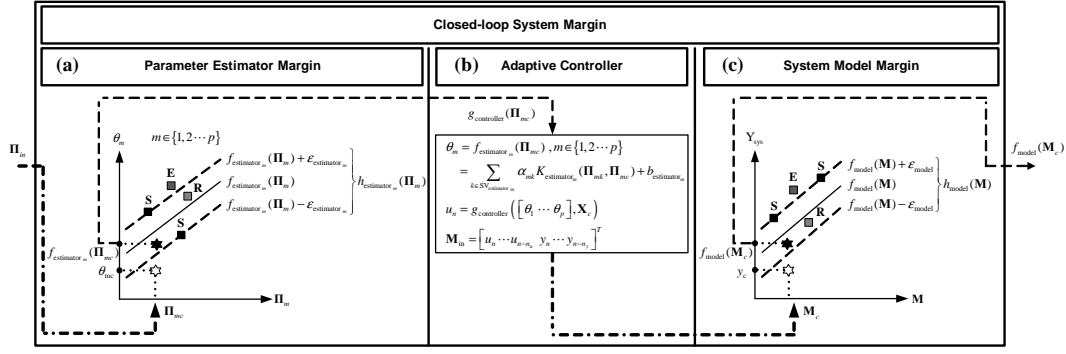 Closed-loop System Margin
(a) Parameter Estimator Margin
(b) Adaptive Controller
(c) System Model Margin
Π_in
θ_m
m∈{1,2⋯p}
E
R
S
S
f_estimator_m(Π_m)+ε_estimator_m
f_estimator_m(Π_m)
f_estimator_m(Π_m)−ε_estimator_m
}h_estimator_m(Π_m)
f_estimator_m(Π_mc)
θ_mc
Π_mc
Π_m
g_controller(Π_mc)
θ_m = f_estimator_m(Π_mc) , m∈{1,2⋯p}
= ∑_{k∈SV_estimator_m} α_mk K_estimator_m(Π_mk,Π_mc)+b_estimator_m
u_n = g_controller([θ_1 ⋯ θ_p],X_c)
M_in = [u_n⋯u_{n−n_u} y_n⋯y_{n−n_y}]^T
Y_sys
S
E
S
R
f_model(M)+ε_model
f_model(M)
f_model(M)−ε_model
}h_model(M)
f_model(M_c)
y_c
M_c
M
f_model(M_c)